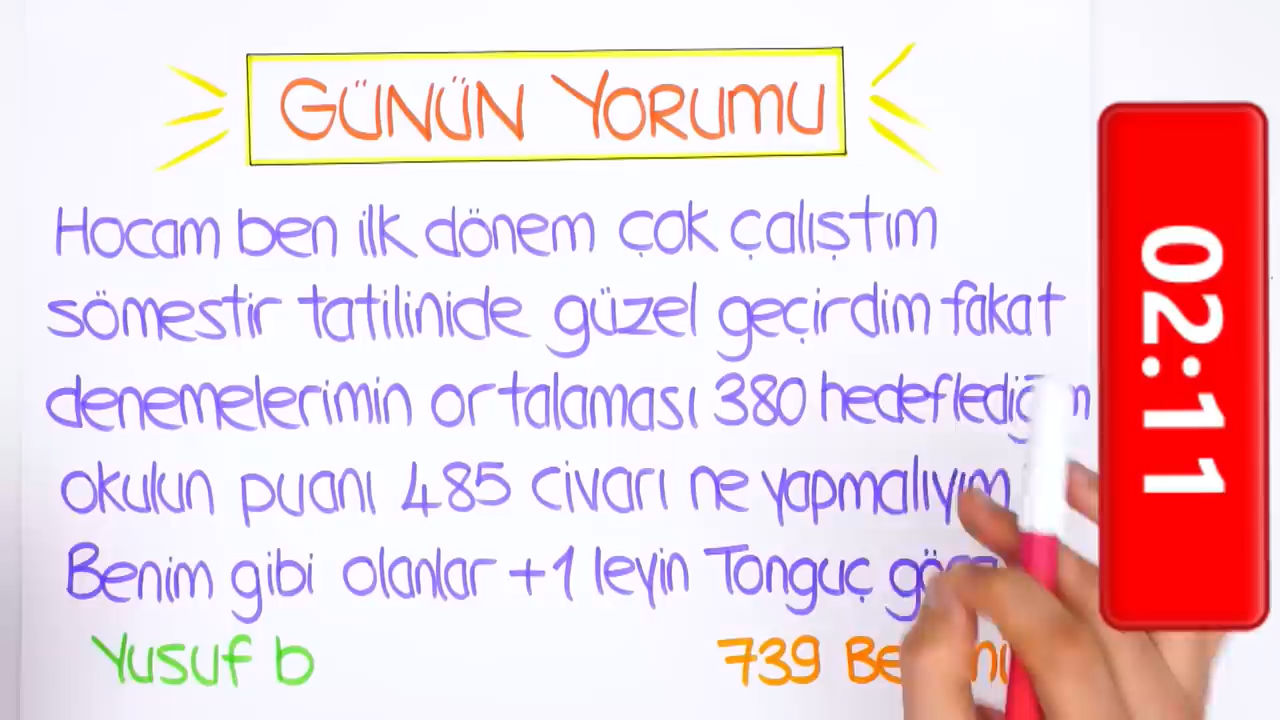 GÜNÜN YORUMU
Hocam ben ilk dönem çok çalıştım
sömestir tatilinide güzel geçirdim fakat
denemelerimin ortalaması 380
okulun puanı 485 civarı ne yapmalıyım
Benim gibi olanlar +1 leyin Tonguç
Yusuf b
739
02:11